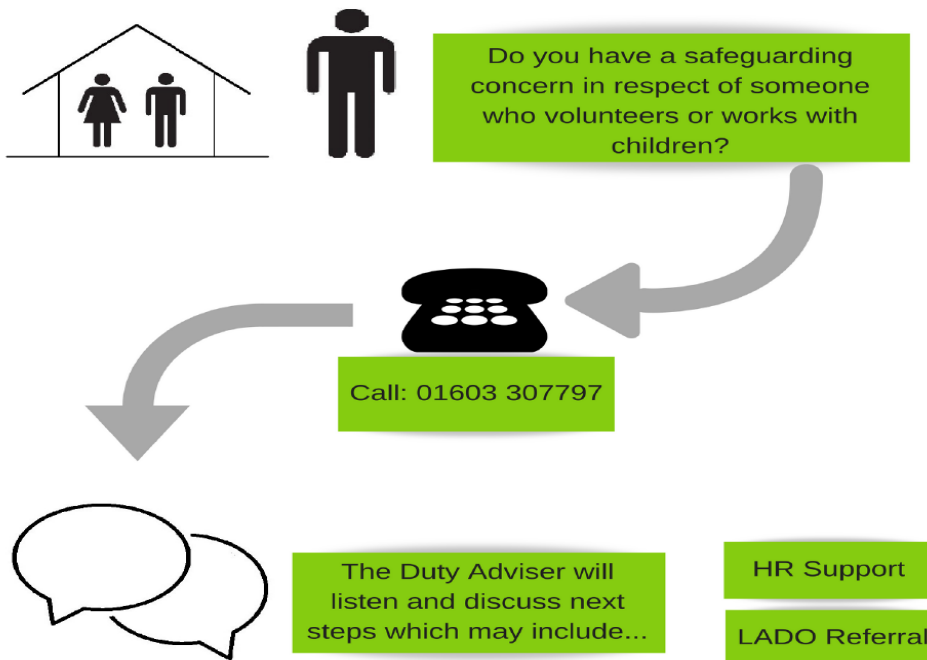 Do you have a safeguarding
concern in respect of someone
who volunteers or works with
children?
Call: 01603 307797
The Duty Adviser will
listen and discuss next
steps which may include...
HR Support
LADO Referral